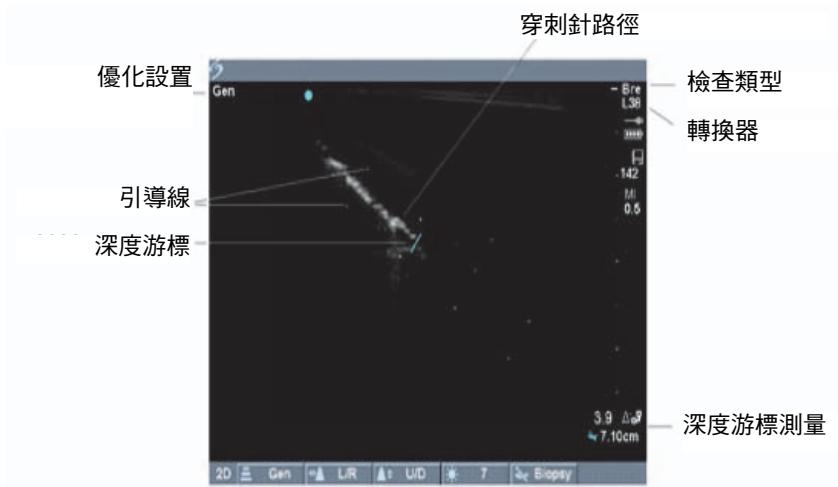 穿刺針路徑
優化設置
檢查類型
Gen
- Bre
L38
轉換器
142
MI
0.5
引導線
深度游標
3.9
7.10cm
深度游標測量
2D Gen L/R U/D 7 Biopsy